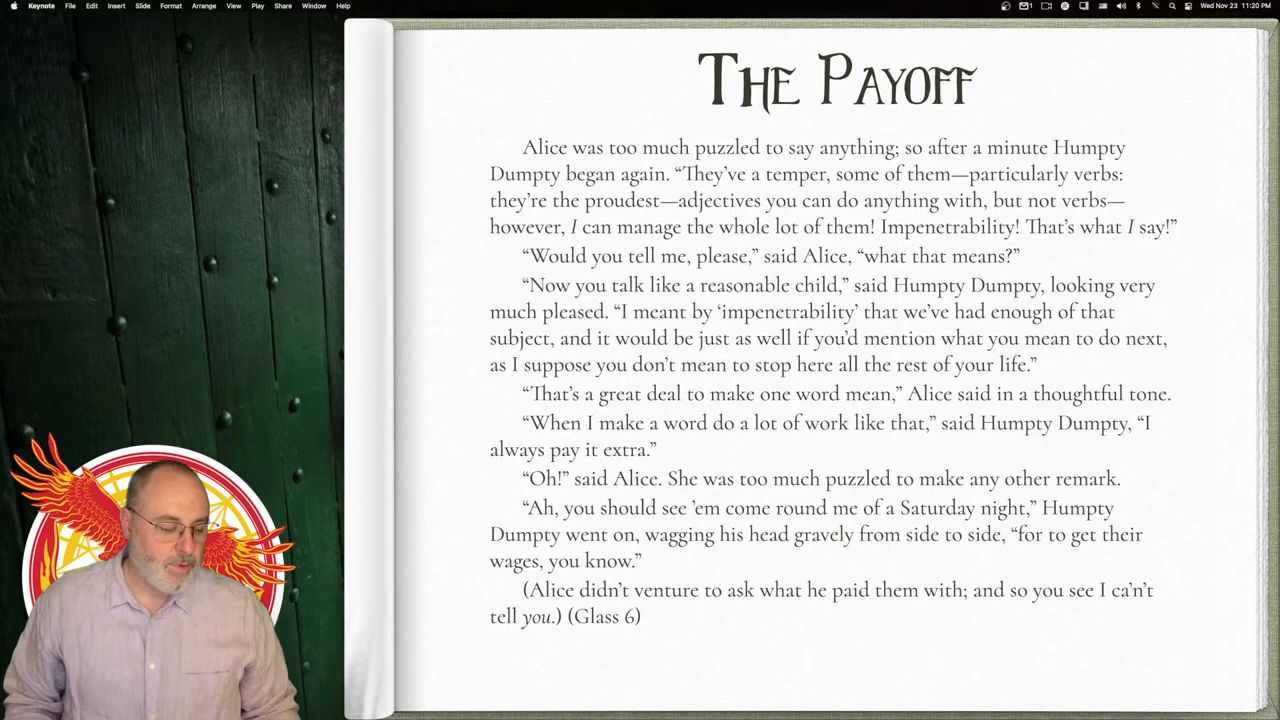 Keynote File Edit Insert Slide Format Arrange View Play Share Window Help
1 Wed Nov 23 11:20 PM
The Payoff
Alice was too much puzzled to say anything; so after a minute Humpty
Dumpty began again. “They’ve a temper, some of them—particularly verbs:
they’re the proudest—adjectives you can do anything with, but not verbs—
however, I can manage the whole lot of them! Impenetrability! That’s what I say!”
“Would you tell me, please,” said Alice, “what that means?”
“Now you talk like a reasonable child,” said Humpty Dumpty, looking very
much pleased. “I meant by ‘impenetrability’ that we’ve had enough of that
subject, and it would be just as well if you’d mention what you mean to do next,
as I suppose you don’t mean to stop here all the rest of your life.”
“That’s a great deal to make one word mean,” Alice said in a thoughtful tone.
“When I make a word do a lot of work like that,” said Humpty Dumpty, “I
always pay it extra.”
“Oh!” said Alice. She was too much puzzled to make any other remark.
“Ah, you should see ’em come round me of a Saturday night,” Humpty
Dumpty went on, wagging his head gravely from side to side, “for to get their
wages, you know.”
(Alice didn’t venture to ask what he paid them with; and so you see I ca’n’t
tell you.) (Glass 6)